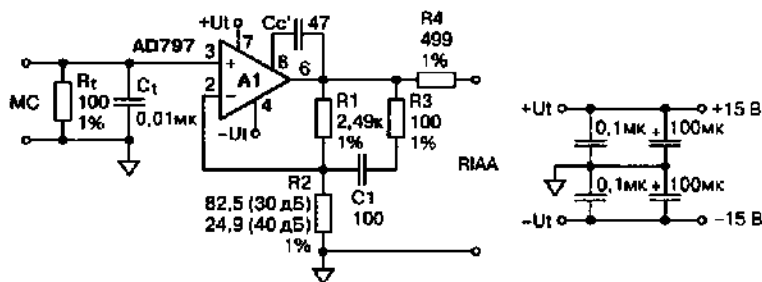 +Ut
Cc' 47
AD797
7
8
3
+
A1
6
2
−
4
−Ut
MC
Rt
100
1%
Ct
0,01мк
R1
2,49к
1%
R3
100
1%
R4
499
1%
RIAA
C1
100
R2
82,5 (30 дБ)
24,9 (40 дБ)
1%
+Ut
+15 В
0,1мк
+
100мк
0,1мк
+
100мк
−Ut
−15 В